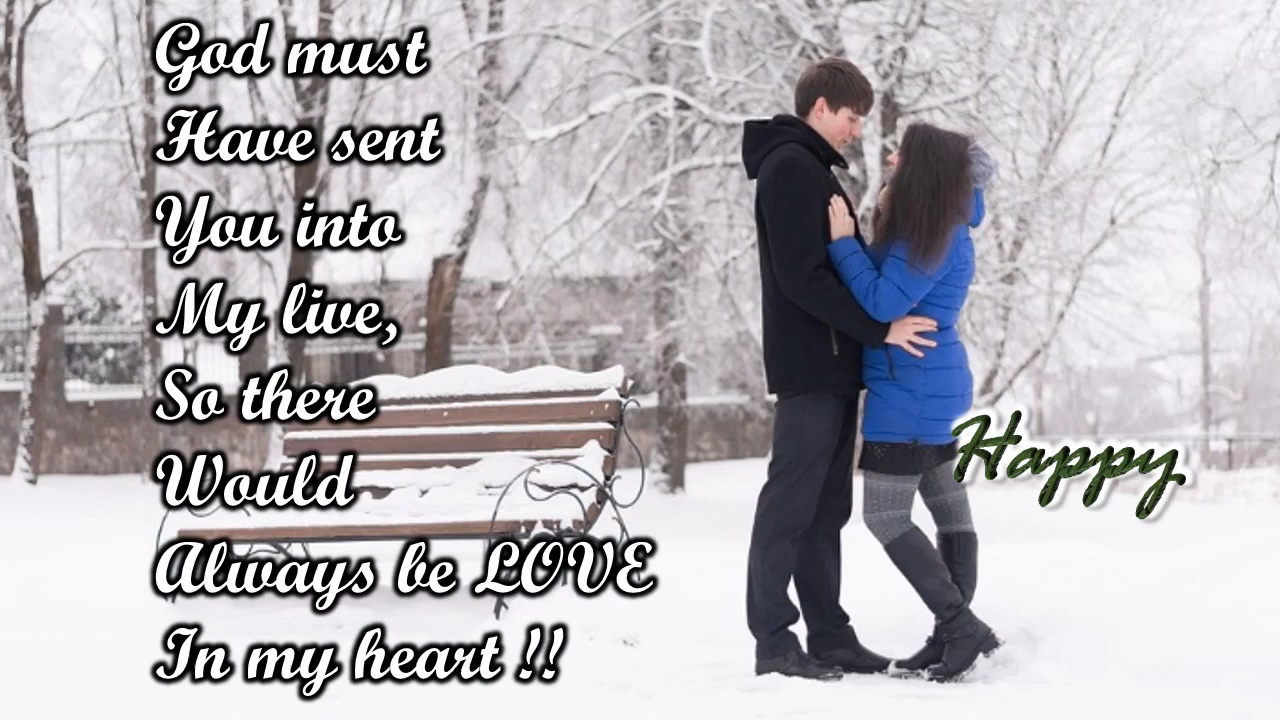 God must
Have sent
You into
My live,
So there
Would
Always be LOVE
In my heart !!
Happy